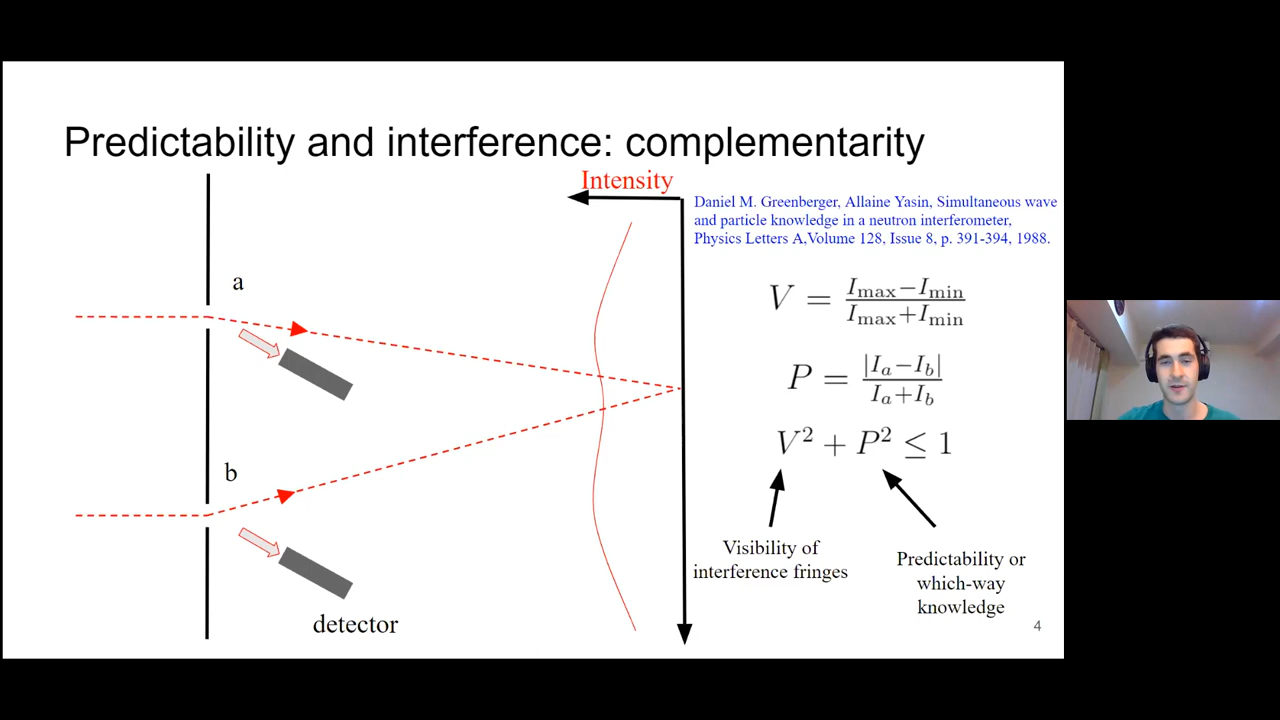 Predictability and interference: complementarity
Intensity
Daniel M. Greenberger, Allaine Yasin, Simultaneous wave
and particle knowledge in a neutron interferometer,
Physics Letters A,Volume 128, Issue 8, p. 391-394, 1988.
a
V = (I_max − I_min)/(I_max + I_min)
P = |I_a − I_b|/(I_a + I_b)
V² + P² ≤ 1
b
Visibility of
interference fringes
Predictability or
which-way
knowledge
detector
4